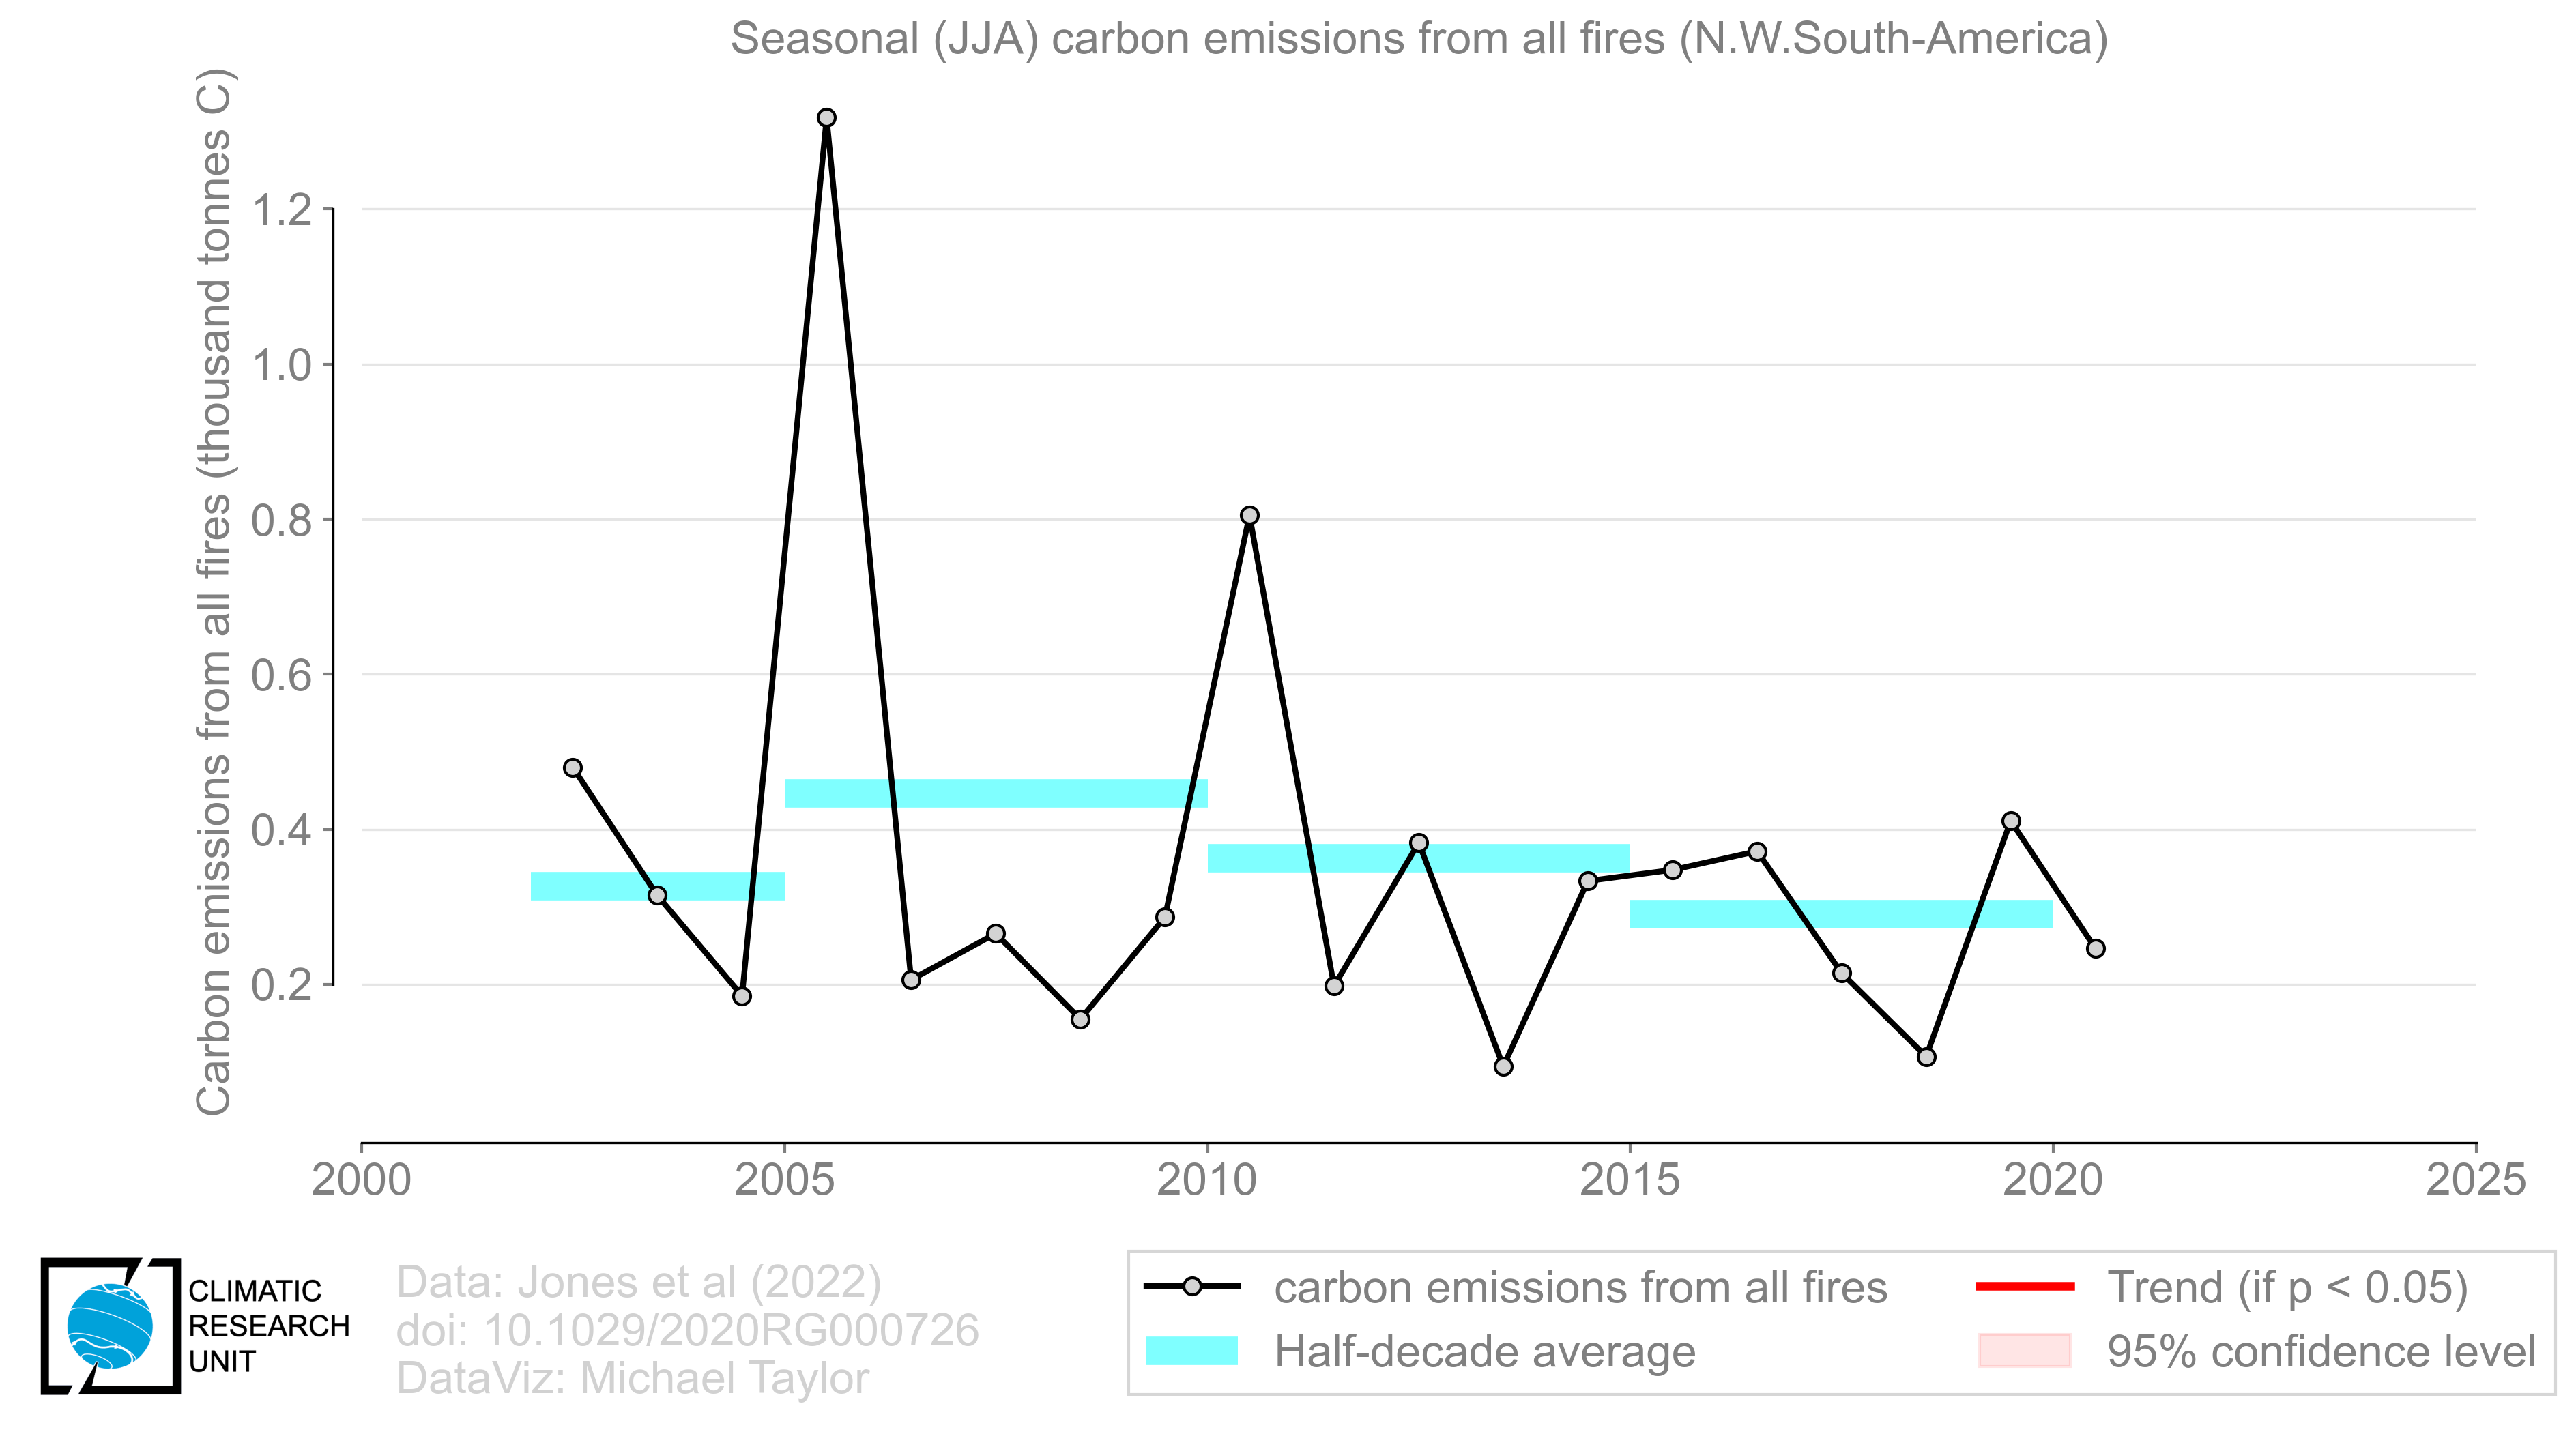 Seasonal (JJA) carbon emissions from all fires (N.W.South-America)
Carbon emissions from all fires (thousand tonnes C)
1.2
1.0
0.8
0.6
0.4
0.2
2000 2005 2010 2015 2020 2025
CLIMATIC
RESEARCH
UNIT
Data: Jones et al (2022)
doi: 10.1029/2020RG000726
DataViz: Michael Taylor
carbon emissions from all fires
Half-decade average
Trend (if p < 0.05)
95% confidence level